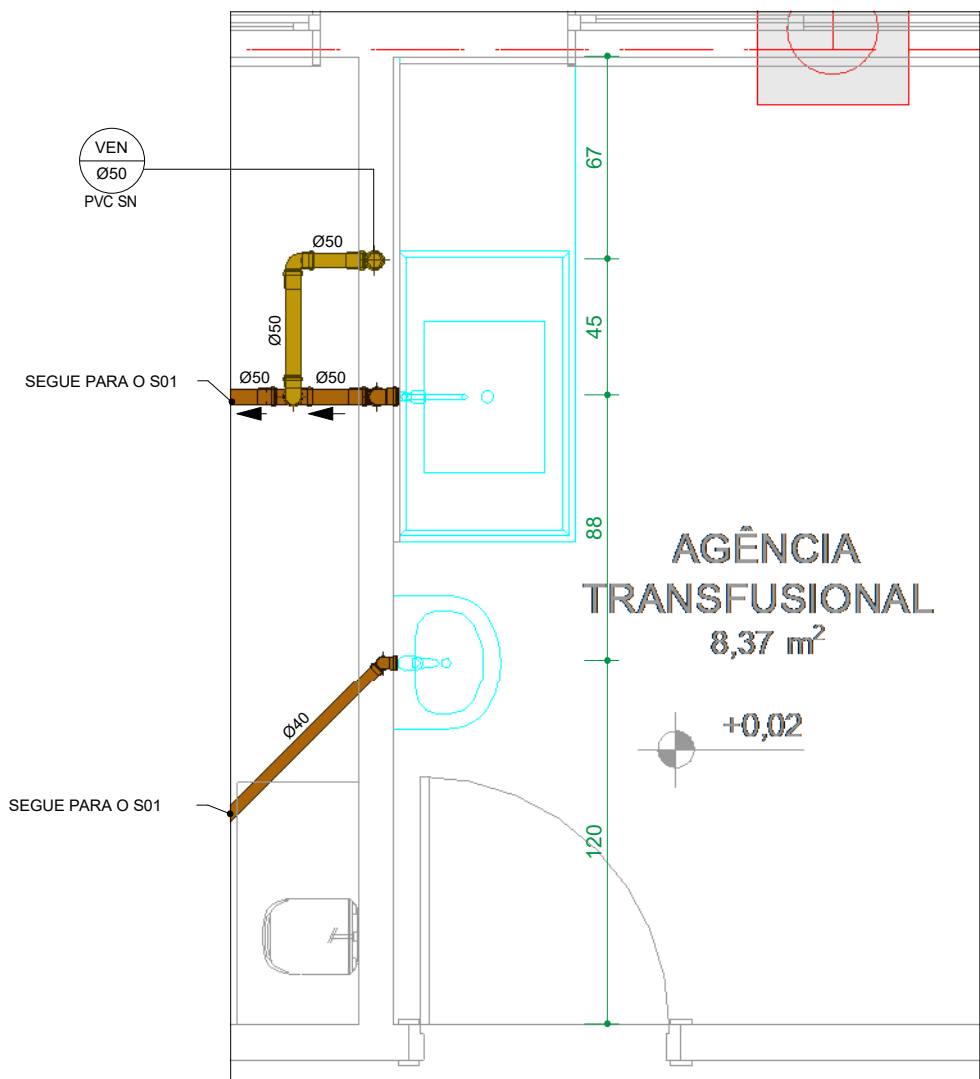 VEN
Ø50
PVC SN
67
Ø50
Ø50
45
SEGUE PARA O S01
Ø50
Ø50
88
AGÊNCIA
TRANSFUSIONAL
8,37 m²
+0,02
Ø40
SEGUE PARA O S01
120